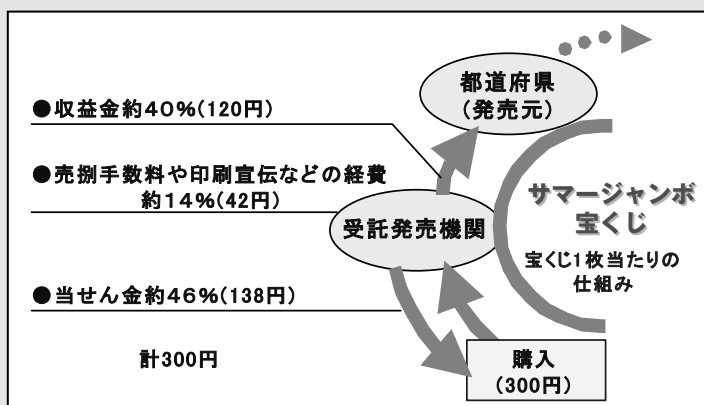 都道府県
(発売元)
●収益金約40%(120円)
●売捌手数料や印刷宣伝などの経費
約14%(42円)
受託発売機関
サマージャンボ
宝くじ
宝くじ1枚当たりの
仕組み
●当せん金約46%(138円)
計300円
購入
(300円)